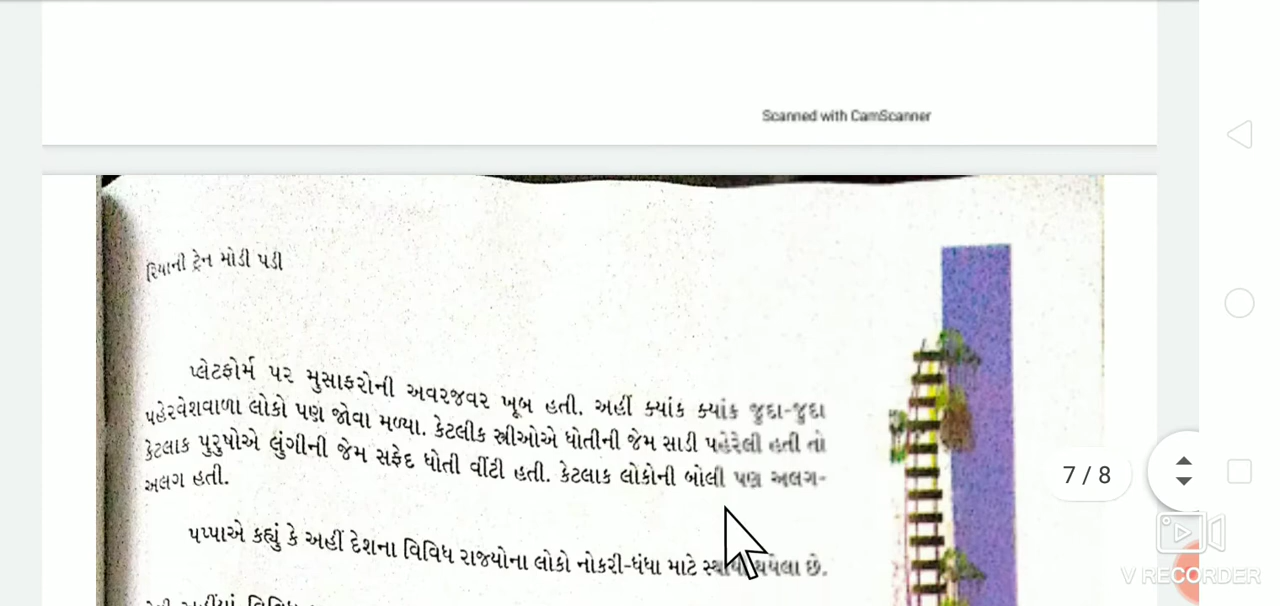 Scanned with CamScanner
રિયાની ટ્રેન મોડી પડી
પ્લેટફોર્મ પર મુસાફરોની અવરજવર ખૂબ હતી. અહીં ક્યાંક ક્યાંક જુદા-જુદા
પહેરવેશવાળા લોકો પણ જોવા મળ્યા. કેટલીક સ્ત્રીઓએ ધોતીની જેમ સાડી પહેરેલી હતી તો
કેટલાક પુરુષોએ લુંગીની જેમ સફેદ ધોતી વીંટી હતી. કેટલાક લોકોની બોલી પણ અલગ-
અલગ હતી.
7 / 8
પપ્પાએ કહ્યું કે અહીં દેશના વિવિધ રાજ્યોના લોકો નોકરી-ધંધા માટે છે.
V RECORDER